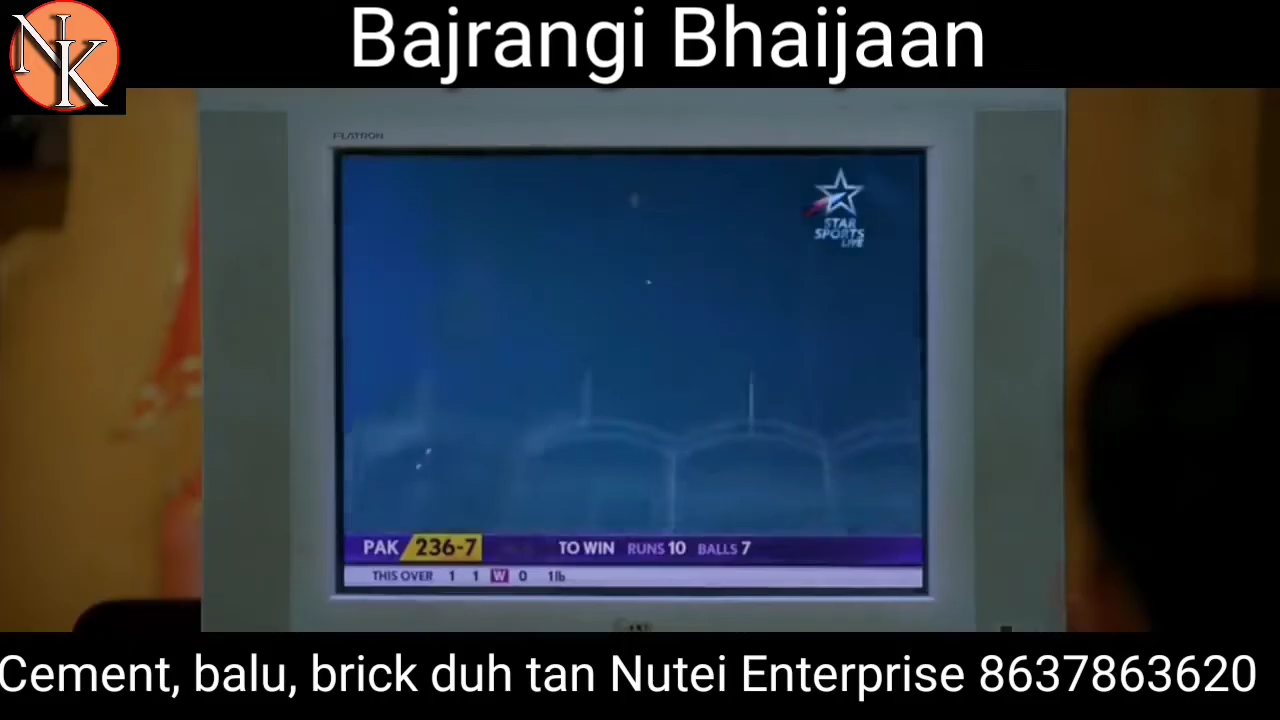 NK
Bajrangi Bhaijaan
FLATRON
STAR
SPORTS
LIVE
PAK 236-7 TO WIN RUNS 10 BALLS 7
THIS OVER 1 1 W 0 1lb
Cement, balu, brick duh tan Nutei Enterprise 8637863620